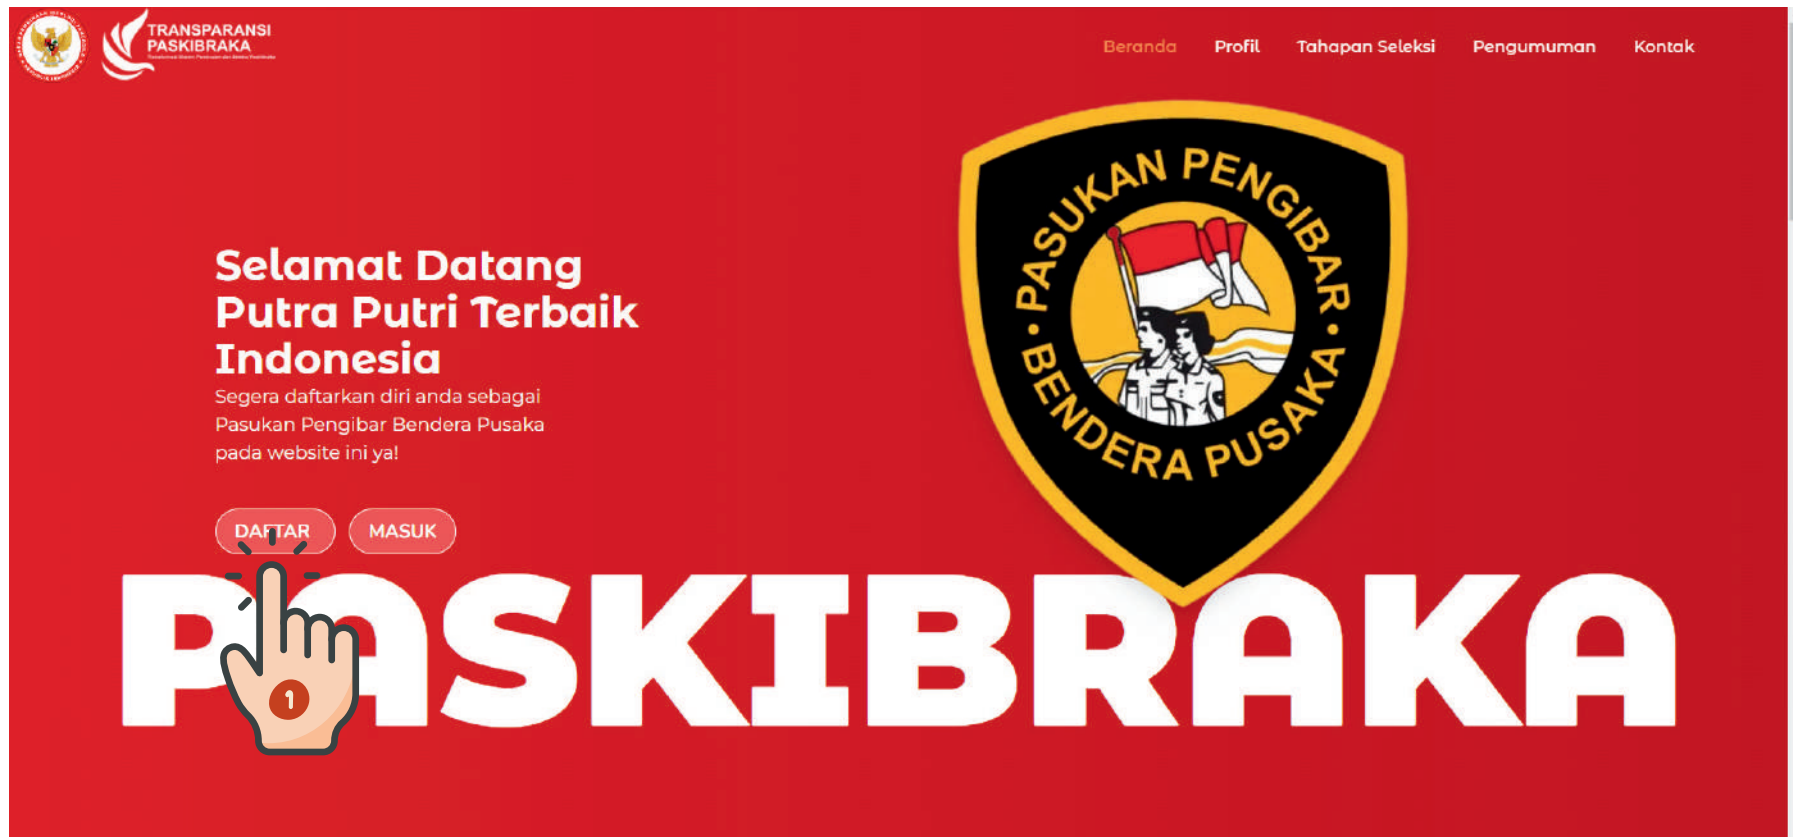 TRANSPARANSI
PASKIBRAKA
Beranda Profil Tahapan Seleksi Pengumuman Kontak
PASUKAN PENGIBAR
BENDERA PUSAKA
Selamat Datang
Putra Putri Terbaik
Indonesia
Segera daftarkan diri anda sebagai
Pasukan Pengibar Bendera Pusaka
pada website ini ya!
DAFTAR MASUK
PASKIBRAKA
1